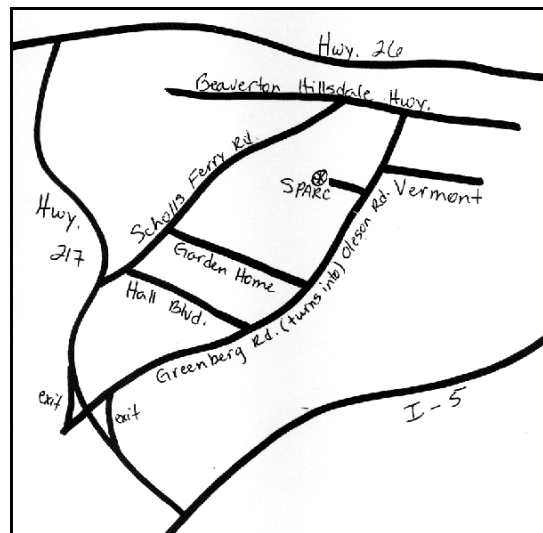 Hwy. 26
Beaverton Hillsdale Hwy.
Scholls Ferry Rd.
SPARC
Vermont
Hwy.
217
Garden Home
Hall Blvd.
Greenberg Rd. (turns into) Oleson Rd.
exit
exit
I-5